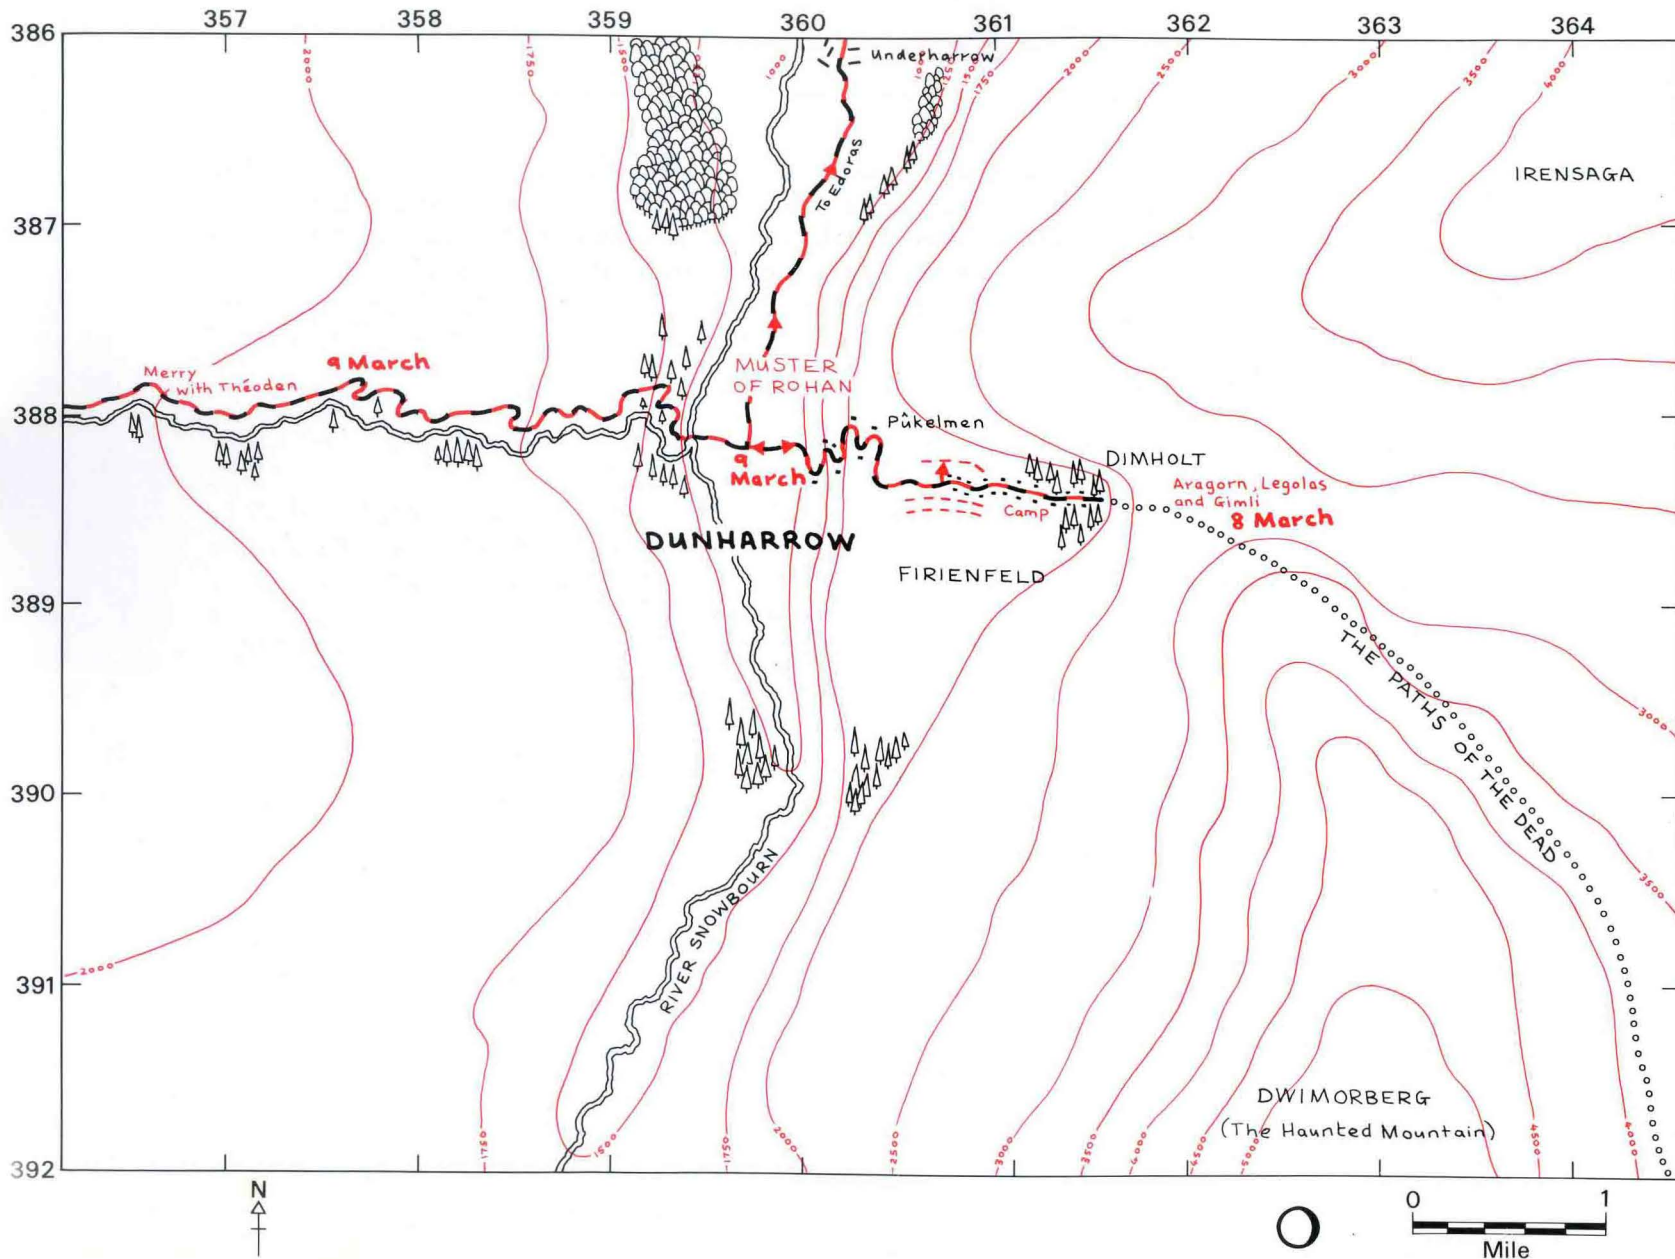 357 358 359 360 361 362 363 364
386
2000
1750
1500
1000
Underharrow
1750
2000
2500
3000
3500
4000
To Edoras
IRENSAGA
387
Merry
with Théoden
9 March
MUSTER
OF ROHAN
388
Pûkelmen
9
March
DIMHOLT
Aragorn, Legolas
and Gimli
8 March
Camp
DUNHARROW
FIRIENFELD
389
THE PATHS OF THE DEAD
3000
390
RIVER SNOWBOURN
3500
2000
391
DWIMORBERG
(The Haunted Mountain)
1750
1500
1750
2000
2500
3000
3500
4000
4500
5000
4500
4000
392
N
0 1
Mile